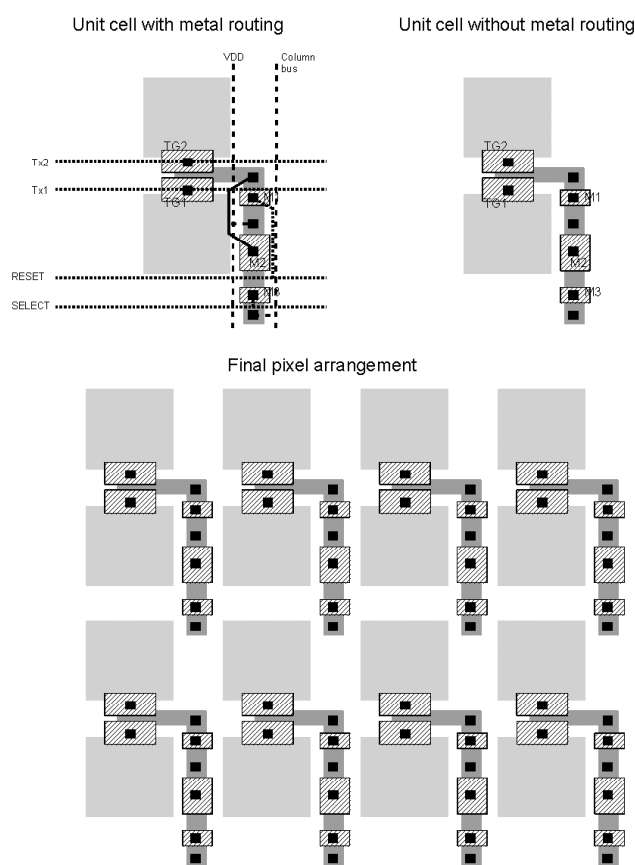 Unit cell with metal routing
Unit cell without metal routing
VDD
Column
bus
TG2
TG2
Tx2
Tx1
TG1
M1
TG1
M1
M2
M2
RESET
M3
M3
SELECT
Final pixel arrangement